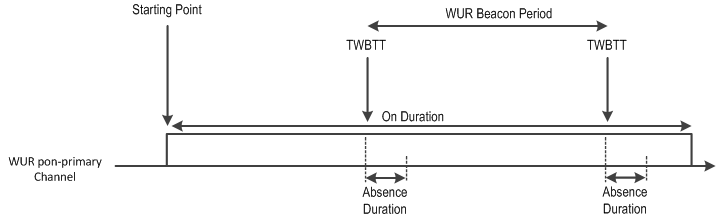 Starting Point
WUR Beacon Period
TWBTT
TWBTT
On Duration
WUR pon-primary
Channel
Absence
Duration
Absence
Duration